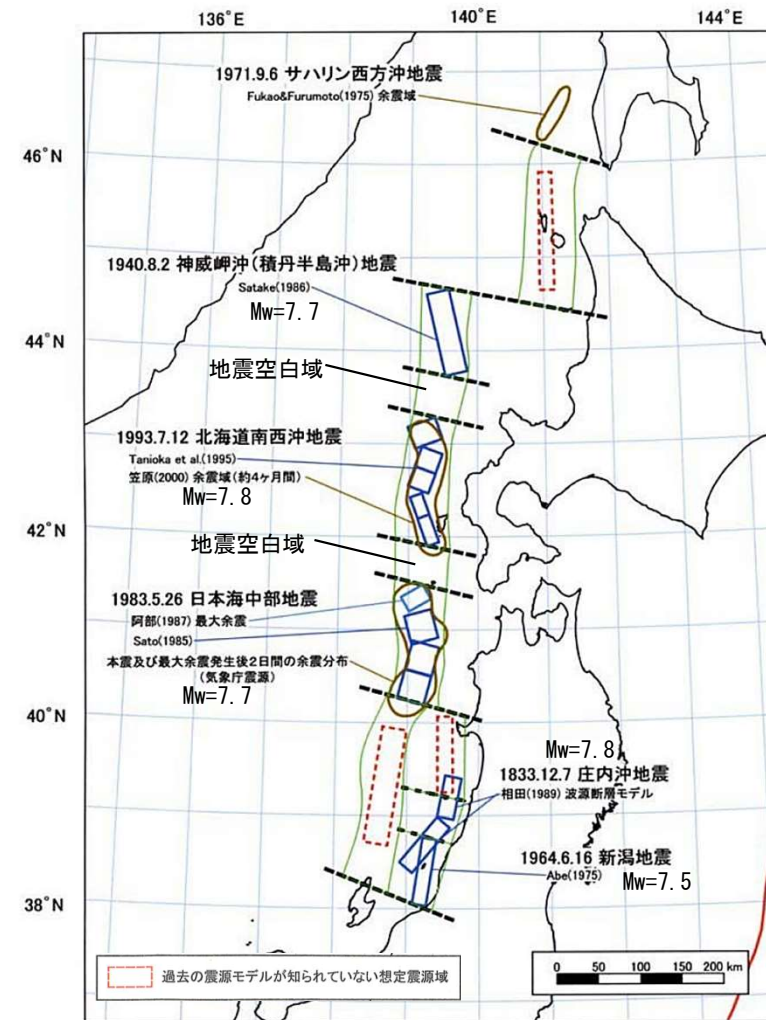 136°E
140°E
144°E
1971.9.6 サハリン西方沖地震
Fukao&Furumoto(1975) 余震域
46°N
1940.8.2 神威岬沖(積丹半島沖)地震
Satake(1986)
Mw=7.7
44°N
地震空白域
1993.7.12 北海道南西沖地震
Tanioka et al.(1995)
笠原(2000) 余震域(約4ヶ月間)
Mw=7.8
42°N
地震空白域
1983.5.26 日本海中部地震
阿部(1987) 最大余震
Sato(1985)
本震及び最大余震発生後2日間の余震分布
(気象庁震源)
Mw=7.7
40°N
Mw=7.8
1833.12.7 庄内沖地震
相田(1989) 波源断層モデル
1964.6.16 新潟地震
Abe(1975)
Mw=7.5
38°N
過去の震源モデルが知られていない想定震源域
0 50 100 150 200 km